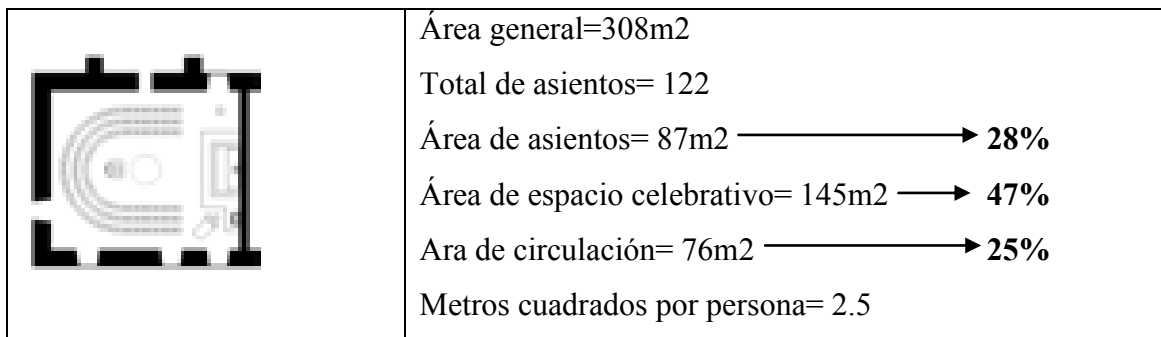 Área general=308m2
Total de asientos= 122
Área de asientos= 87m2 28%
Área de espacio celebrativo= 145m2 47%
Ara de circulación= 76m2 25%
Metros cuadrados por persona= 2.5